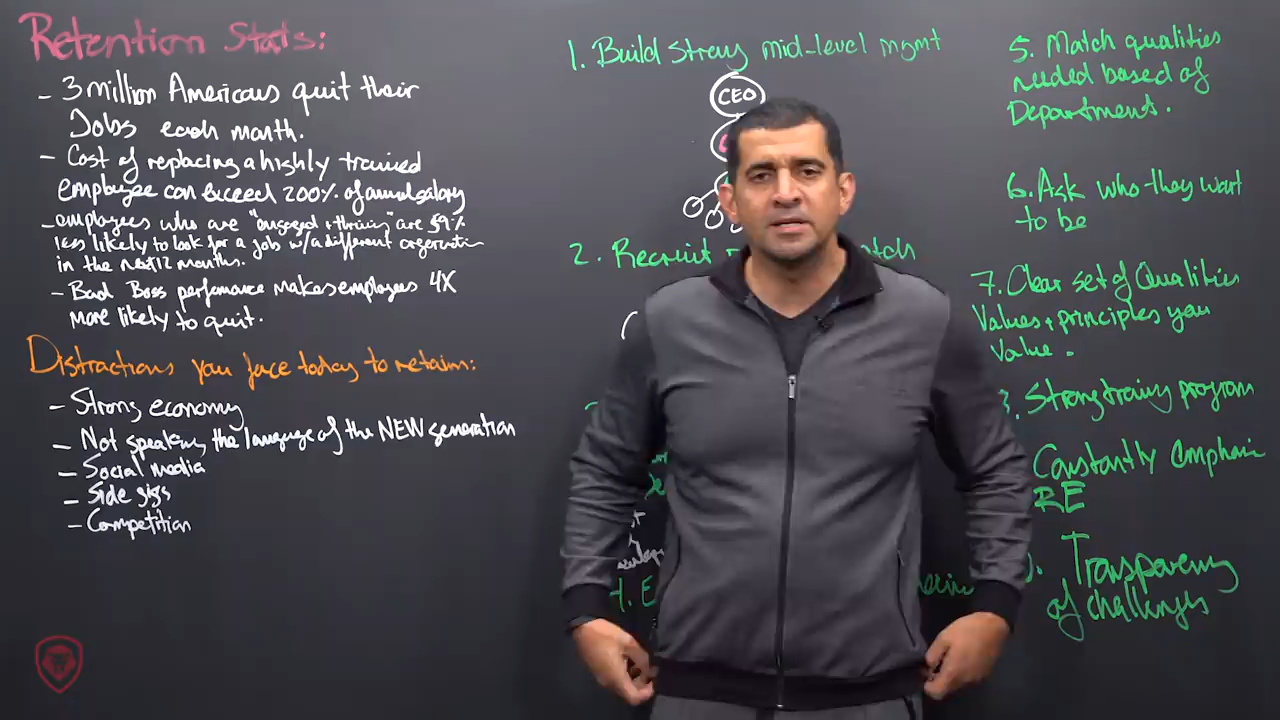 Retention Stats:
- 3 million Americans quit their
Jobs each month.
- Cost of replacing a highly trained
employee can exceed 200% of annual salary
- employees who are "engaged + thriving" are 59%
less likely to look for a job w/a different organization
in the next 12 months.
- Bad Boss performance makes employees 4X
more likely to quit.
Distractions you face today to retain:
- Strong economy
- Not speaking the language of the NEW generation
- Social media
- Side gigs
- Competition
1. Build Strong mid-level mgmt
CEO
2. Recruit
4. E
5. Match qualities
needed based of
Department.
6. Ask who they want
to be
7. Clear set of Qualities
Values + principles you
Value.
Strong training program
Constantly
RE
Transparency
of challenges